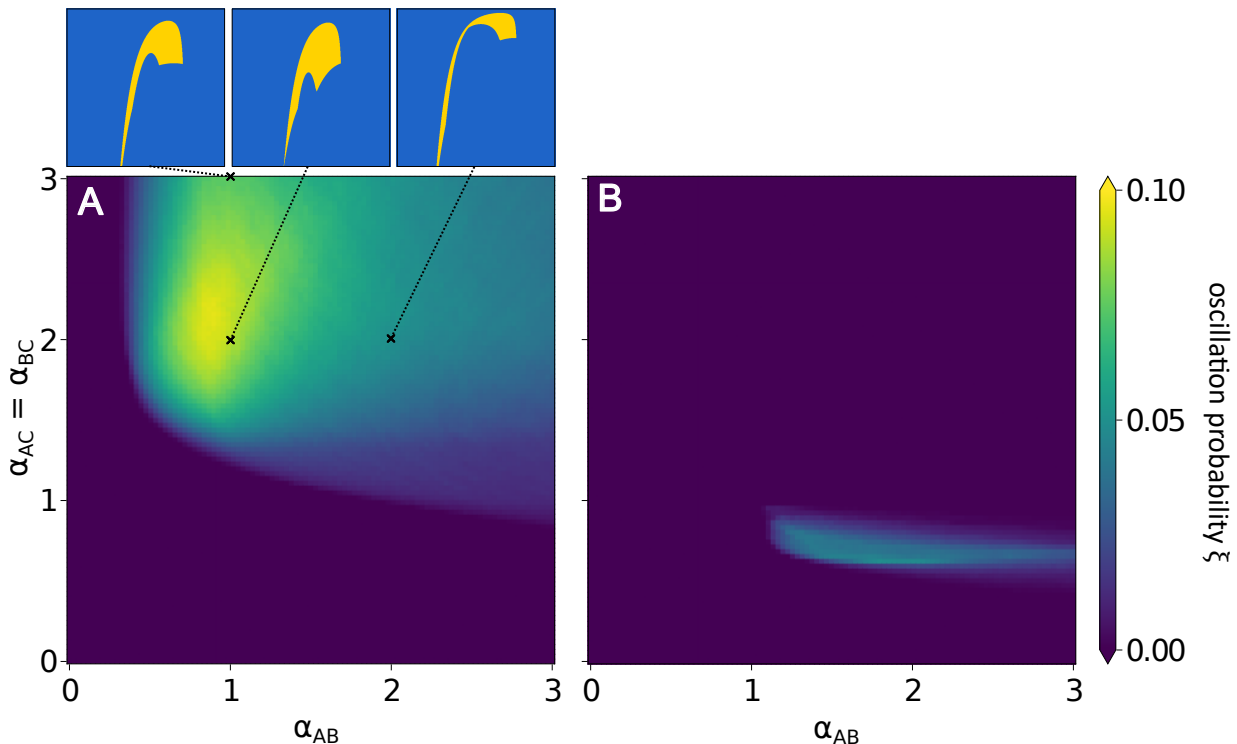 A
B
3
2
1
0
α_AC = α_BC
0 1 2 3
α_AB
0 1 2 3
α_AB
0.10
0.05
0.00
oscillation probability ξ